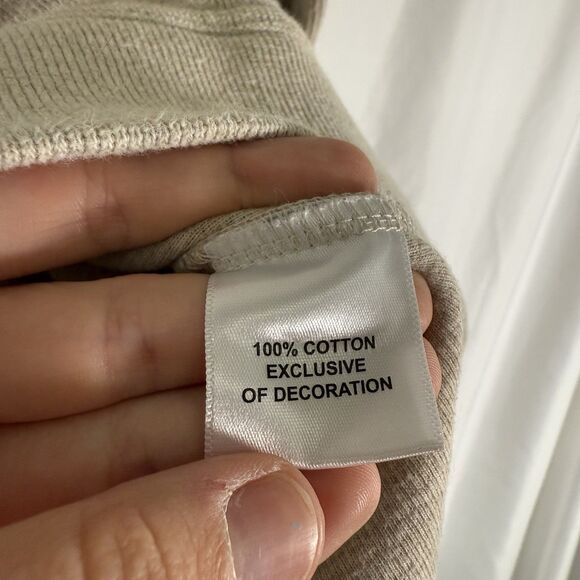 100% COTTON
EXCLUSIVE
OF DECORATION